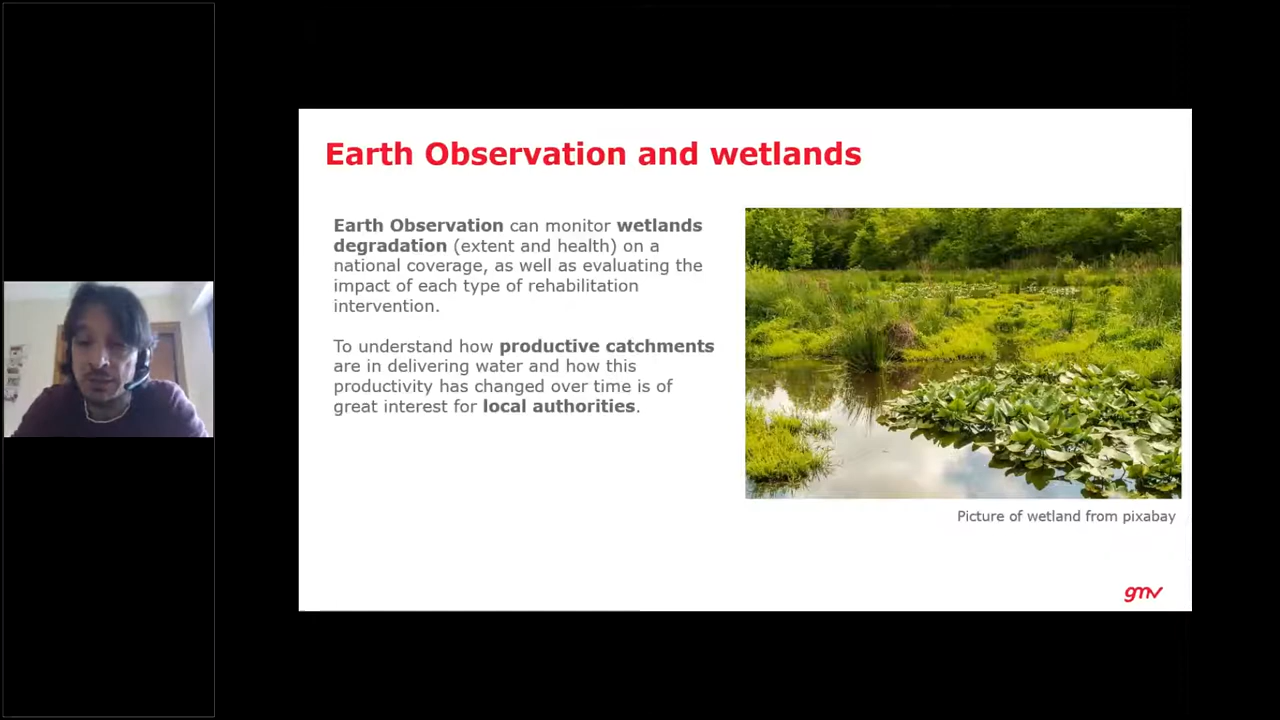 Earth Observation and wetlands
Earth Observation can monitor wetlands
degradation (extent and health) on a
national coverage, as well as evaluating the
impact of each type of rehabilitation
intervention.
To understand how productive catchments
are in delivering water and how this
productivity has changed over time is of
great interest for local authorities.
Picture of wetland from pixabay
gmv